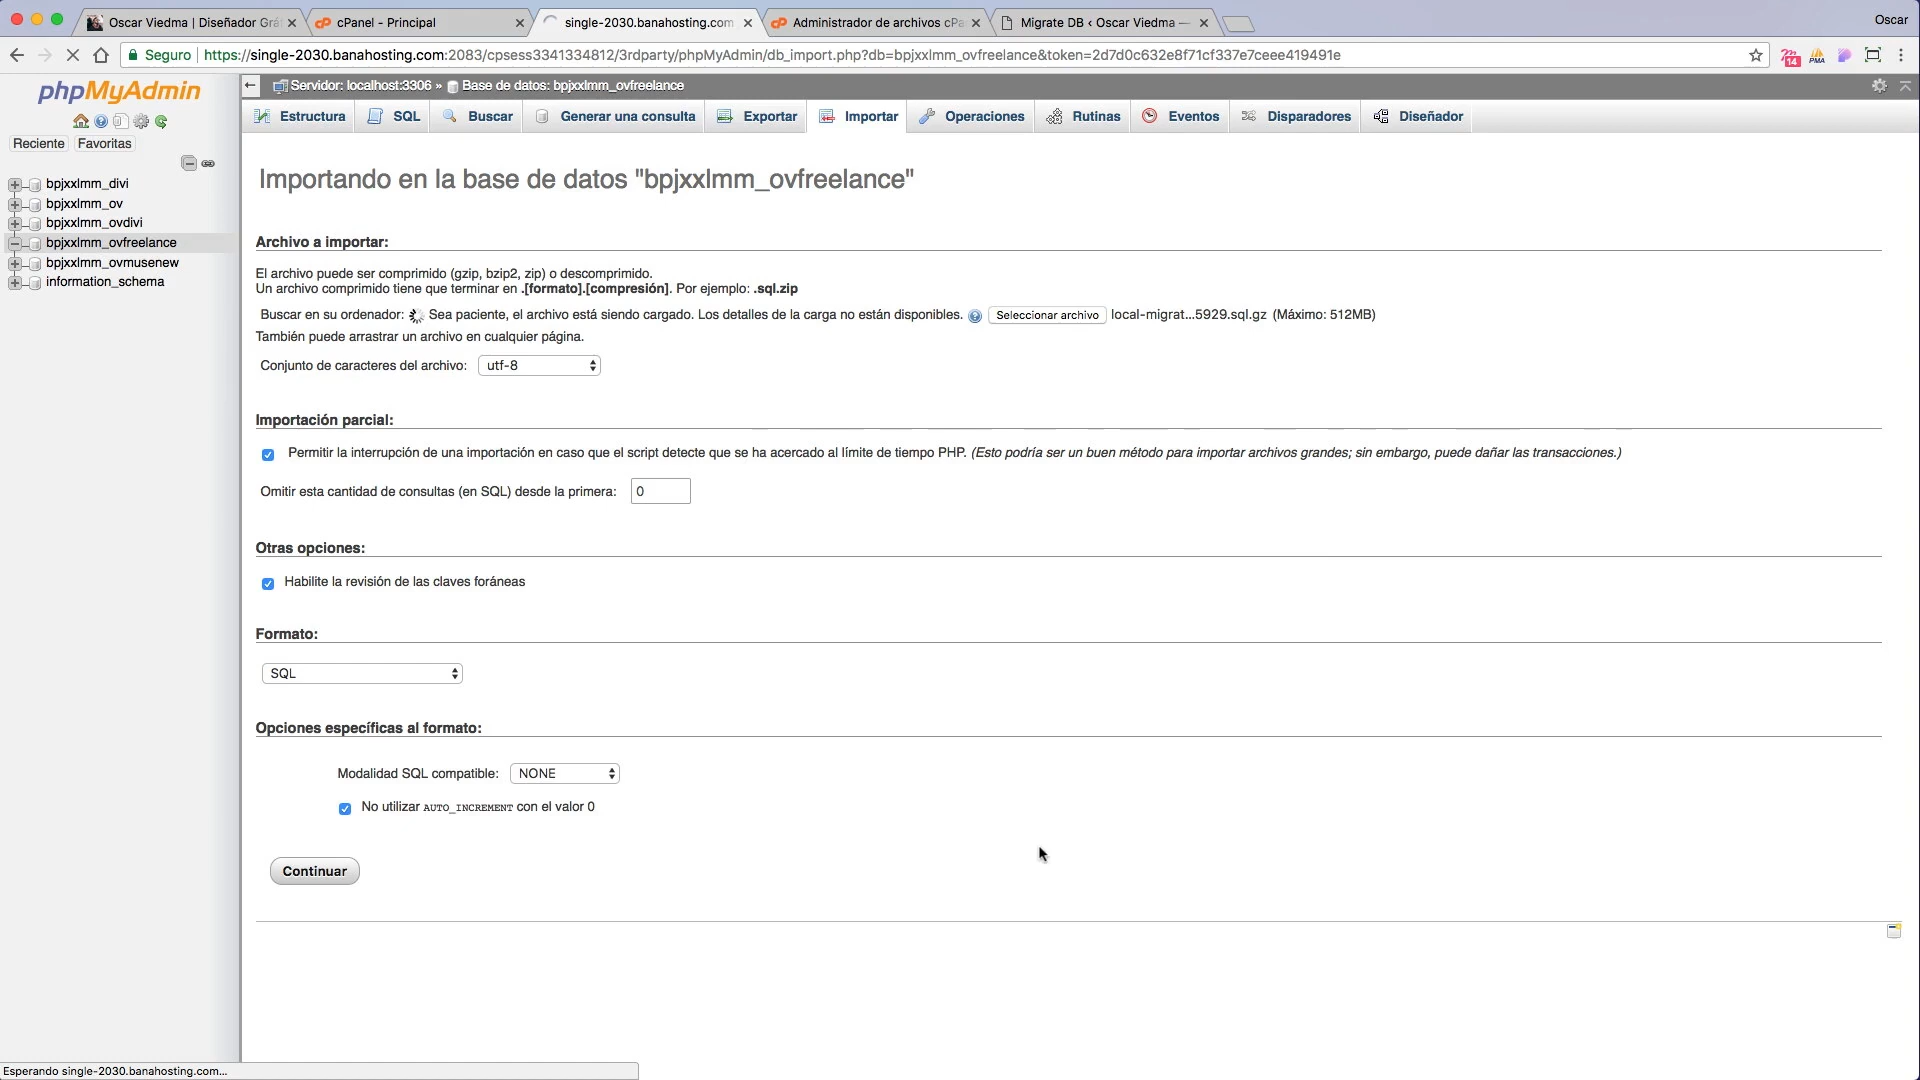 Oscar Viedma | Diseñador Grá
cPanel - Principal
single-2030.banahosting.com
Administrador de archivos cPa
Migrate DB ‹ Oscar Viedma —
Oscar
Seguro | https://single-2030.banahosting.com:2083/cpsess3341334812/3rdparty/phpMyAdmin/db_import.php?db=bpjxxlmm_ovfreelance&token=2d7d0c632e8f71cf337e7ceee419491e
14
PMA
phpMyAdmin
Reciente
Favoritas
bpjxxlmm_divi
bpjxxlmm_ov
bpjxxlmm_ovdivi
bpjxxlmm_ovfreelance
bpjxxlmm_ovmusenew
information_schema
Servidor: localhost:3306 » Base de datos: bpjxxlmm_ovfreelance
Estructura
SQL
Buscar
Generar una consulta
Exportar
Importar
Operaciones
Rutinas
Eventos
Disparadores
Diseñador
Importando en la base de datos "bpjxxlmm_ovfreelance"
Archivo a importar:
El archivo puede ser comprimido (gzip, bzip2, zip) o descomprimido.
Un archivo comprimido tiene que terminar en .[formato].[compresión]. Por ejemplo: .sql.zip
Buscar en su ordenador: Sea paciente, el archivo está siendo cargado. Los detalles de la carga no están disponibles. Seleccionar archivo local-migrat...5929.sql.gz (Máximo: 512MB)
También puede arrastrar un archivo en cualquier página.
Conjunto de caracteres del archivo: utf-8
Importación parcial:
Permitir la interrupción de una importación en caso que el script detecte que se ha acercado al límite de tiempo PHP. (Esto podría ser un buen método para importar archivos grandes; sin embargo, puede dañar las transacciones.)
Omitir esta cantidad de consultas (en SQL) desde la primera: 0
Otras opciones:
Habilite la revisión de las claves foráneas
Formato:
SQL
Opciones específicas al formato:
Modalidad SQL compatible: NONE
No utilizar AUTO_INCREMENT con el valor 0
Continuar
Esperando single-2030.banahosting.com...